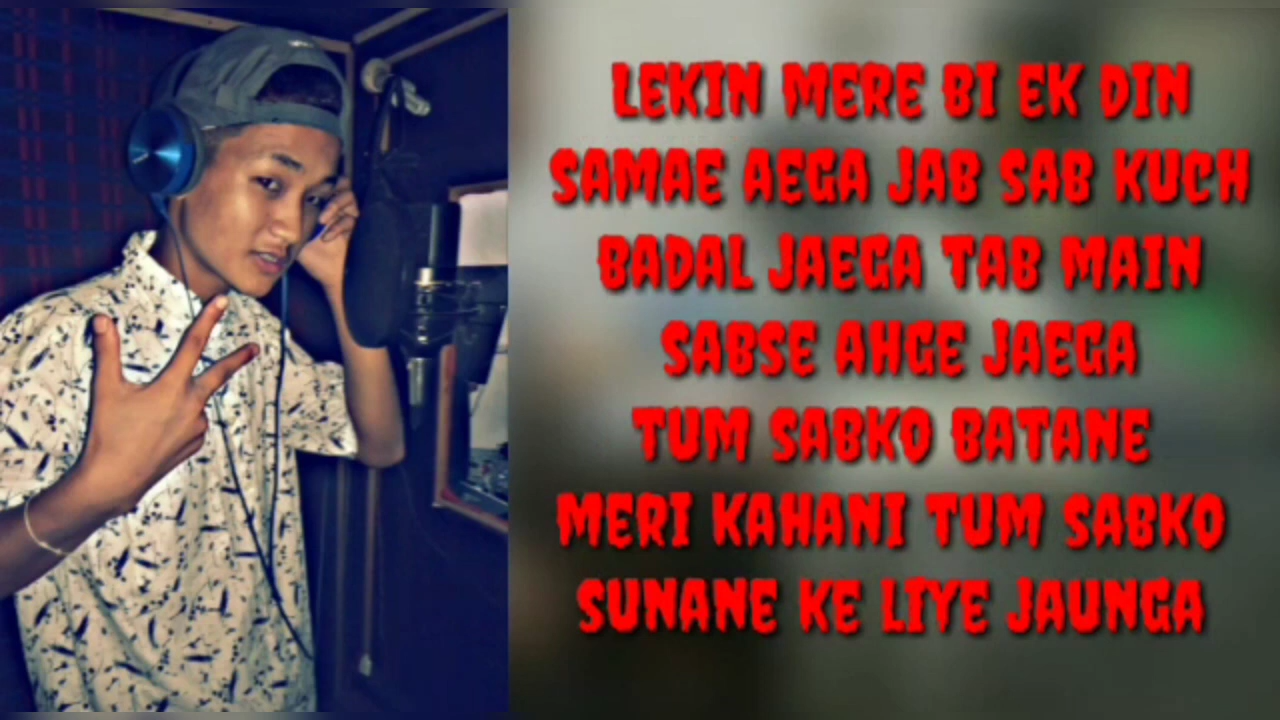 LEKIN MERE BI EK DIN
SAMAE AEGA JAB SAB KUCH
BADAL JAEGA TAB MAIN
SABSE AHGE JAEGA
TUM SABKO BATANE
MERI KAHANI TUM SABKO
SUNANE KE LIYE JAUNGA